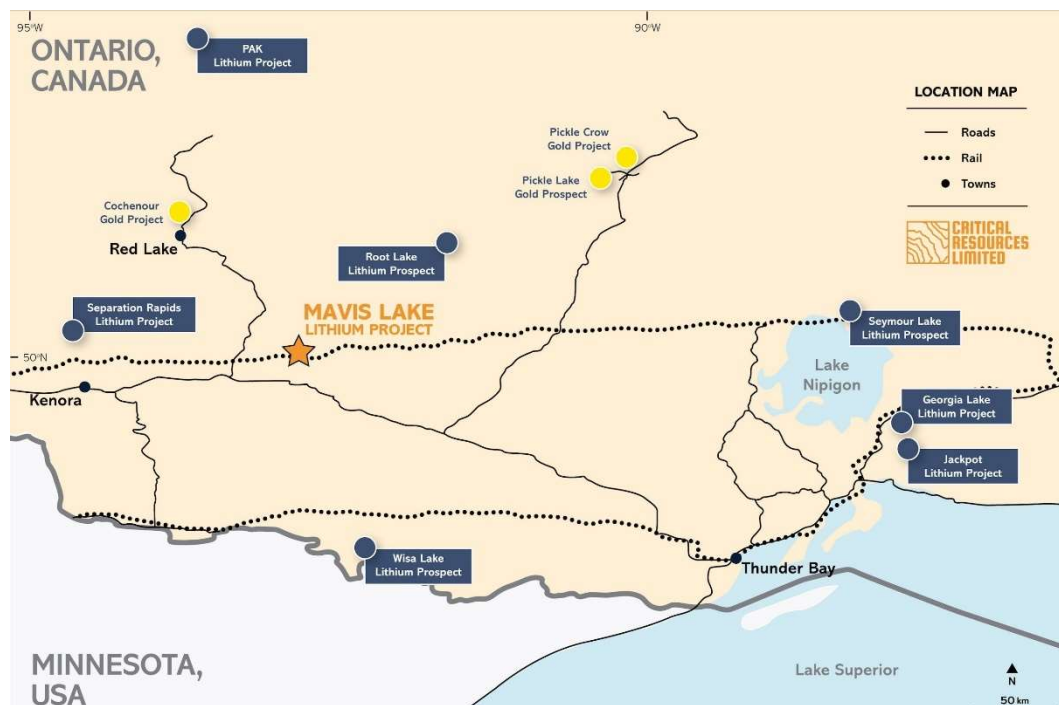 95°W
90°W
ONTARIO,
CANADA
PAK
Lithium Project
LOCATION MAP
Roads
Rail
Towns
CRITICAL
RESOURCES
LIMITED
Pickle Crow
Gold Project
Pickle Lake
Gold Prospect
Cochenour
Gold Project
Red Lake
Root Lake
Lithium Prospect
Separation Rapids
Lithium Project
MAVIS LAKE
LITHIUM PROJECT
Seymour Lake
Lithium Prospect
50°N
Lake
Nipigon
Kenora
Georgia Lake
Lithium Project
Jackpot
Lithium Project
Wisa Lake
Lithium Prospect
Thunder Bay
MINNESOTA,
USA
Lake Superior
N
50 km